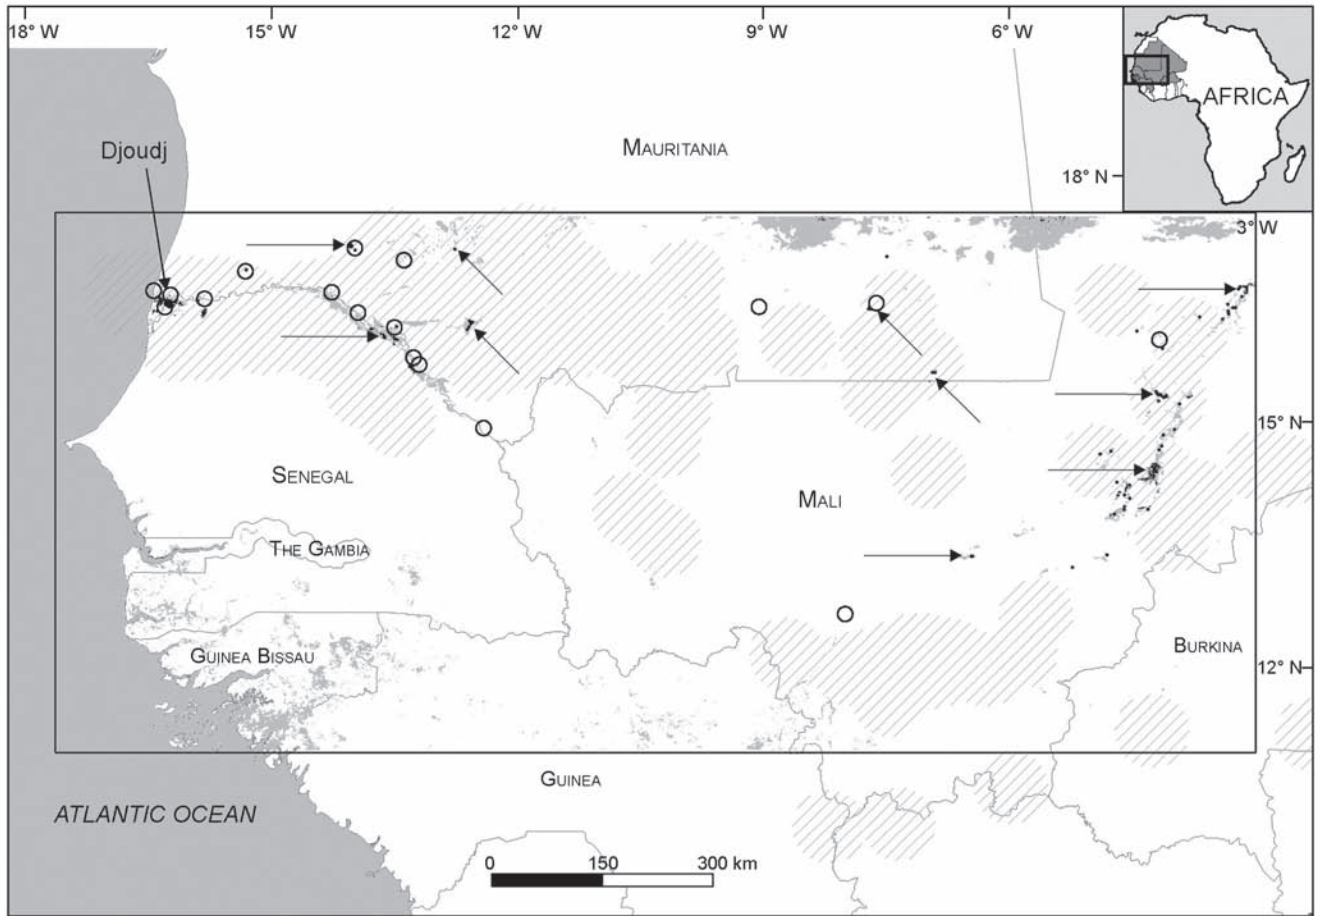 18° W
15° W
12° W
9° W
6° W
AFRICA
Djoudj
MAURITANIA
18° N
3° W
15° N
SENEGAL
MALI
THE GAMBIA
GUINEA BISSAU
BURKINA
12° N
GUINEA
ATLANTIC OCEAN
0 150 300 km